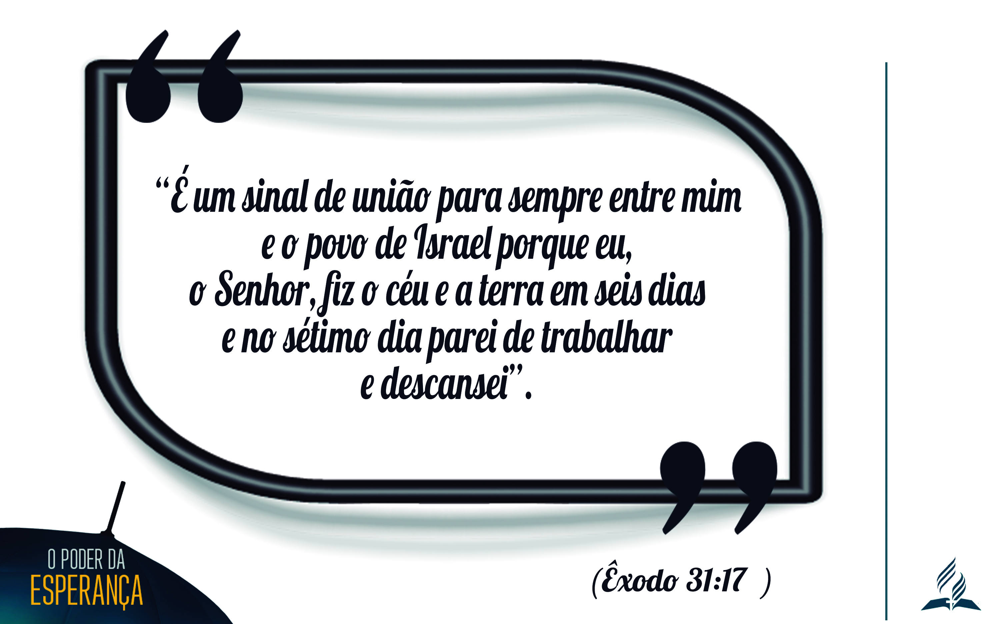 “É um sinal de união para sempre entre mim
e o povo de Israel porque eu,
o Senhor, fiz o céu e a terra em seis dias
e no sétimo dia parei de trabalhar
e descansei”.
(Êxodo 31:17 )
O PODER DA
ESPERANÇA